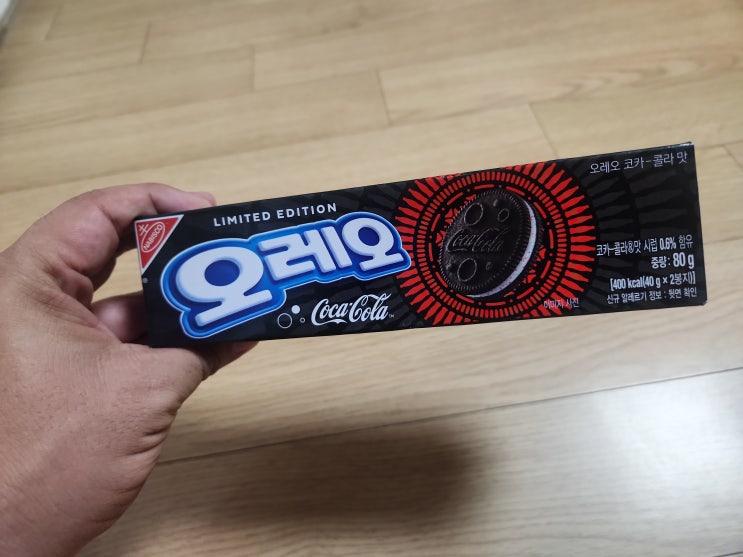 NABISCO
LIMITED EDITION
오레오
Coca-Cola™
Coca-Cola
오레오 코카-콜라 맛
코카-콜라®맛 시럽 0.6% 함유
중량 : 80 g
[400 kcal(40 g x 2봉지)]
신규 알레르기 정보 : 뒷면 확인
이미지 사진